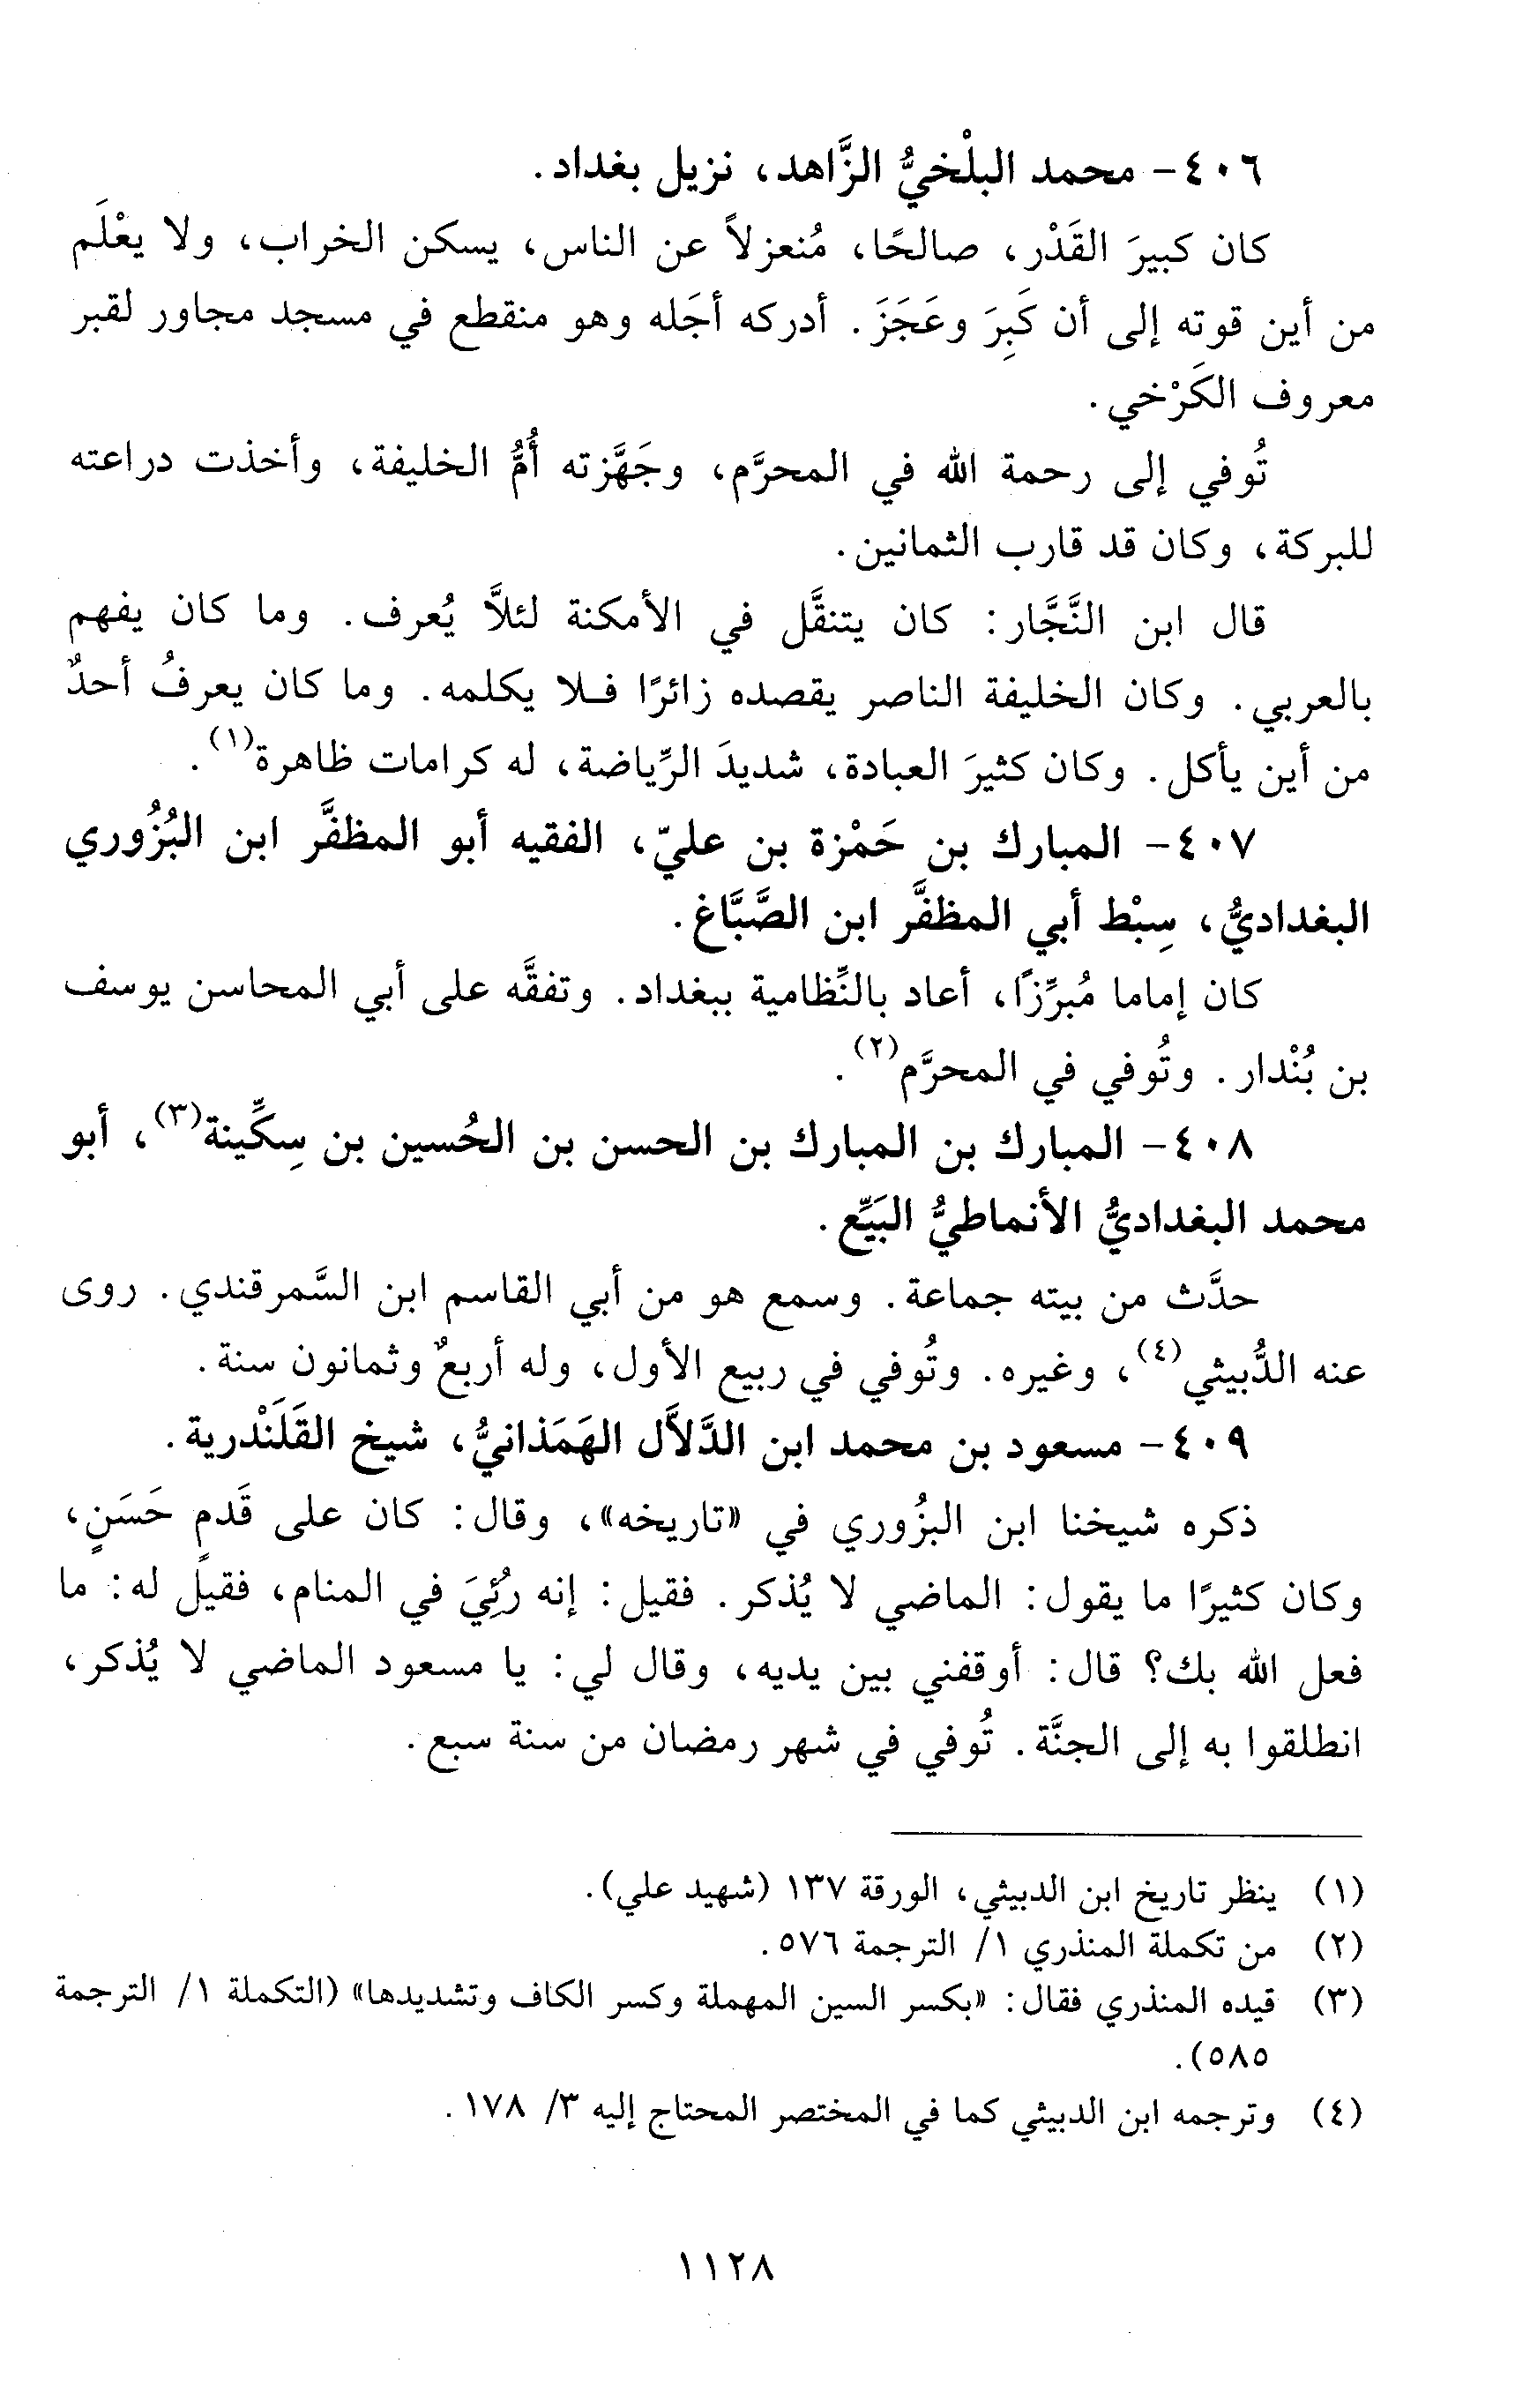 ٤٠٦- محمد البلْخيُّ الزَّاهد، نزيل بغداد.
كان كبيرَ القَدْر، صالحًا، مُنعزلاً عن الناس، يسكن الخراب، ولا يعْلَم
من أين قوته إلى أن كَبِرَ وعَجَزَ. أدركه أجَله وهو منقطع في مسجد مجاور لقبر
معروف الكَرْخي.
تُوفي إلى رحمة الله في المحرَّم، وجَهَّزته أُمُّ الخليفة، وأخذت دراعته
للبركة، وكان قد قارب الثمانين.
قال ابن النَّجَّار: كان يتنقَّل في الأمكنة لئلاَّ يُعرف. وما كان يفهم
بالعربي. وكان الخليفة الناصر يقصده زائرًا فلا يكلمه. وما كان يعرفُ أحدٌ
من أين يأكل. وكان كثيرَ العبادة، شديدَ الرِّياضة، له كرامات ظاهرة(١).
٤٠٧- المبارك بن حَمْزة بن عليّ، الفقيه أبو المظفَّر ابن البُزُوري
البغداديُّ، سِبْط أبي المظفَّر ابن الصَّبَّاغ.
كان إماما مُبرِّزًا، أعاد بالنِّظامية ببغداد. وتفقَّه على أبي المحاسن يوسف
بن بُنْدار. وتُوفي في المحرَّم(٢).
٤٠٨- المبارك بن المبارك بن الحسن بن الحُسين بن سِكِّينة(٣)، أبو
محمد البغداديُّ الأنماطيُّ البَيِّع.
حدَّث من بيته جماعة. وسمع هو من أبي القاسم ابن السَّمرقندي. روى
عنه الدُّبيثي(٤)، وغيره. وتُوفي في ربيع الأول، وله أربعٌ وثمانون سنة.
٤٠٩- مسعود بن محمد ابن الدَّلاَّل الهَمَذانيُّ، شيخ القَلَنْدرية.
ذكره شيخنا ابن البزُوري في «تاريخه»، وقال: كان على قَدمٍ حَسَنٍ،
وكان كثيرًا ما يقول: الماضي لا يُذكر. فقيل: إنه رُئِيَ في المنام، فقيل له: ما
فعل الله بك؟ قال: أوقفني بين يديه، وقال لي: يا مسعود الماضي لا يُذكر،
انطلقوا به إلى الجنَّة. تُوفي في شهر رمضان من سنة سبع.
(١) ينظر تاريخ ابن الدبيثي، الورقة ١٣٧ (شهيد علي).
(٢) من تكملة المنذري ١/ الترجمة ٥٧٦.
(٣) قيده المنذري فقال: «بكسر السين المهملة وكسر الكاف وتشديدها» (التكملة ١/ الترجمة
٥٨٥).
(٤) وترجمه ابن الدبيثي كما في المختصر المحتاج إليه ٣/ ١٧٨.
١١٢٨